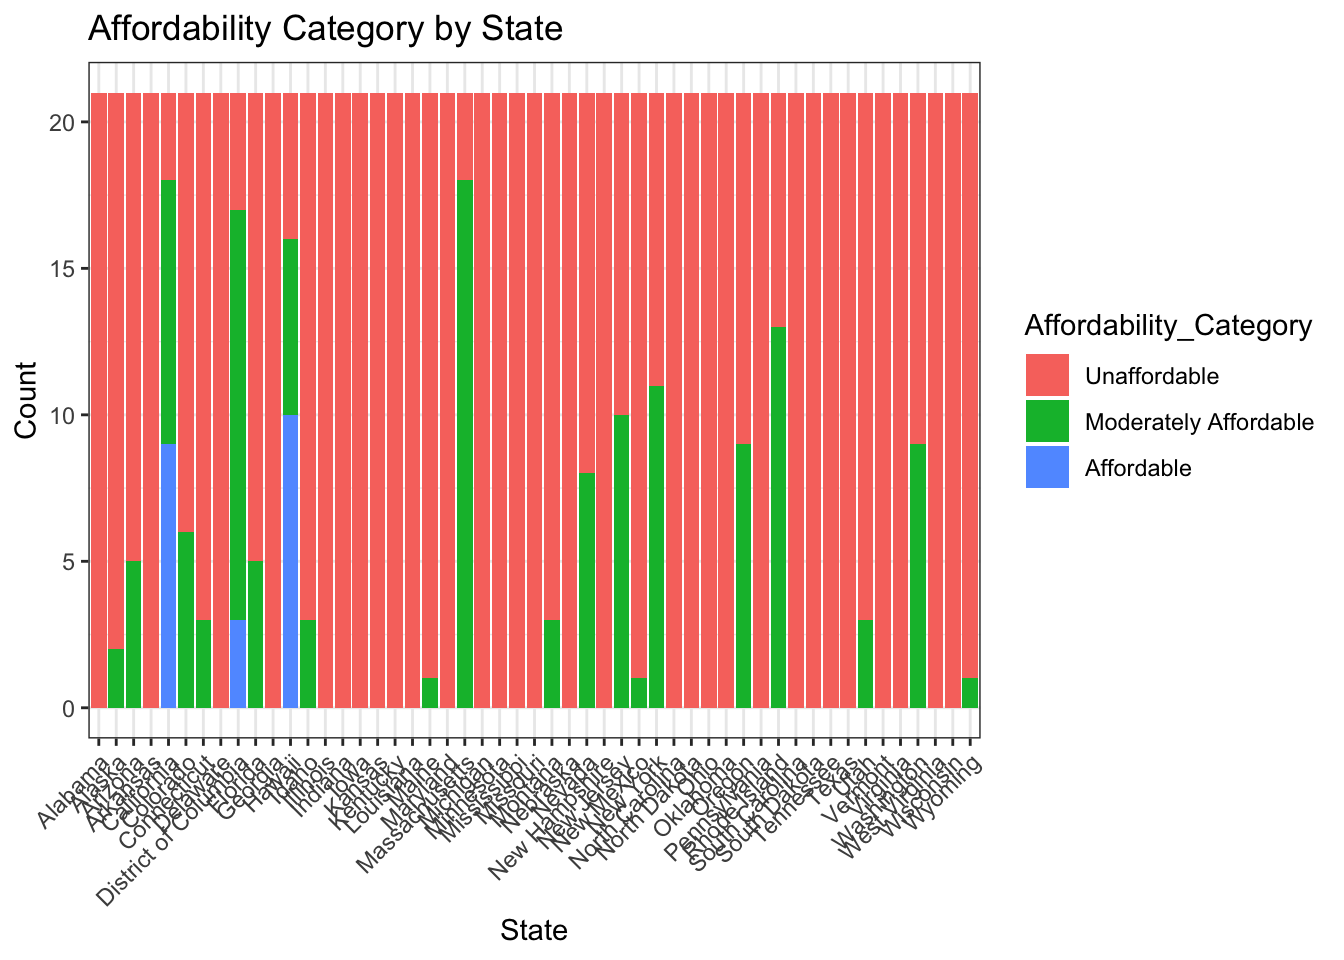 Affordability Category by State
Count
20
15
10
5
0
Alabama
Alaska
Arizona
Arkansas
California
Colorado
Connecticut
Delaware
District of Columbia
Florida
Georgia
Hawaii
Idaho
Illinois
Indiana
Iowa
Kansas
Kentucky
Louisiana
Maine
Maryland
Massachusetts
Michigan
Minnesota
Mississippi
Missouri
Montana
Nebraska
Nevada
New Hampshire
New Jersey
New Mexico
New York
North Carolina
North Dakota
Ohio
Oklahoma
Oregon
Pennsylvania
Rhode Island
South Carolina
South Dakota
Tennessee
Texas
Utah
Vermont
Virginia
Washington
West Virginia
Wisconsin
Wyoming
State
Affordability_Category
Unaffordable
Moderately Affordable
Affordable